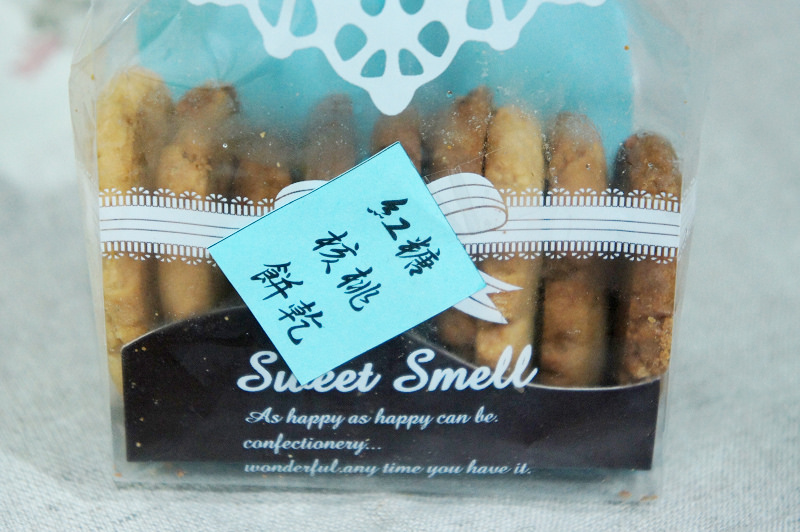 紅糖
核桃
餅乾
Sweet Smell
As happy as happy can be.
confectionery...
wonderful.any time you have it.